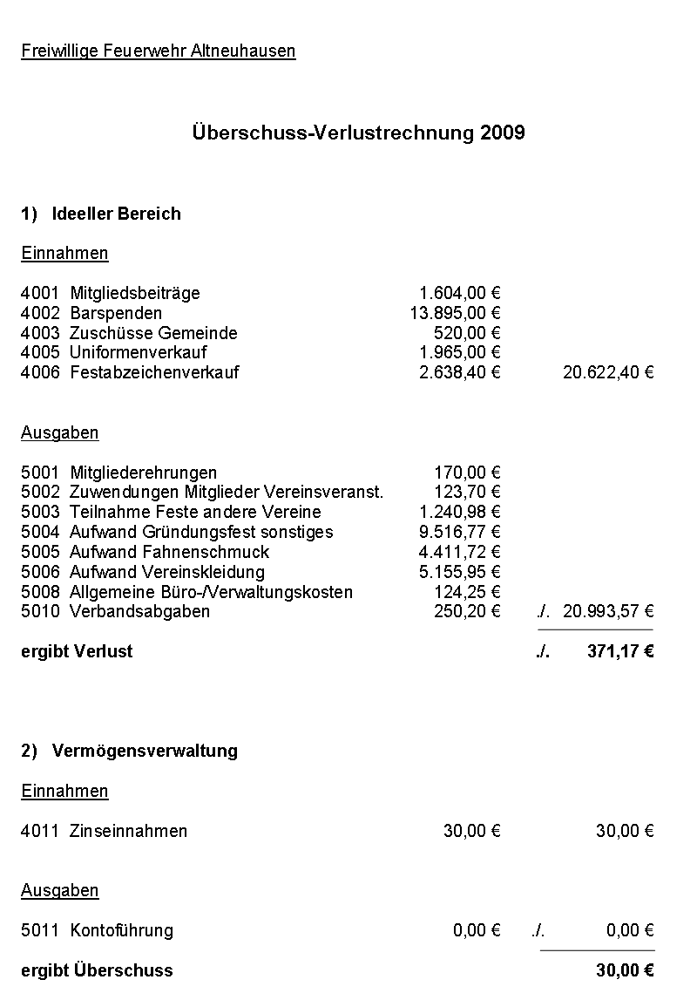 Freiwillige Feuerwehr Altneuhausen
Überschuss-Verlustrechnung 2009
1) Ideeller Bereich
Einnahmen
4001 Mitgliedsbeiträge 1.604,00 €
4002 Barspenden 13.895,00 €
4003 Zuschüsse Gemeinde 520,00 €
4005 Uniformenverkauf 1.965,00 €
4006 Festabzeichenverkauf 2.638,40 € 20.622,40 €
Ausgaben
5001 Mitgliederehrungen 170,00 €
5002 Zuwendungen Mitglieder Vereinsveranst. 123,70 €
5003 Teilnahme Feste andere Vereine 1.240,98 €
5004 Aufwand Gründungsfest sonstiges 9.516,77 €
5005 Aufwand Fahnenschmuck 4.411,72 €
5006 Aufwand Vereinskleidung 5.155,95 €
5008 Allgemeine Büro-/Verwaltungskosten 124,25 €
5010 Verbandsabgaben 250,20 € ./. 20.993,57 €
ergibt Verlust ./. 371,17 €
2) Vermögensverwaltung
Einnahmen
4011 Zinseinnahmen 30,00 € 30,00 €
Ausgaben
5011 Kontoführung 0,00 € ./. 0,00 €
ergibt Überschuss 30,00 €